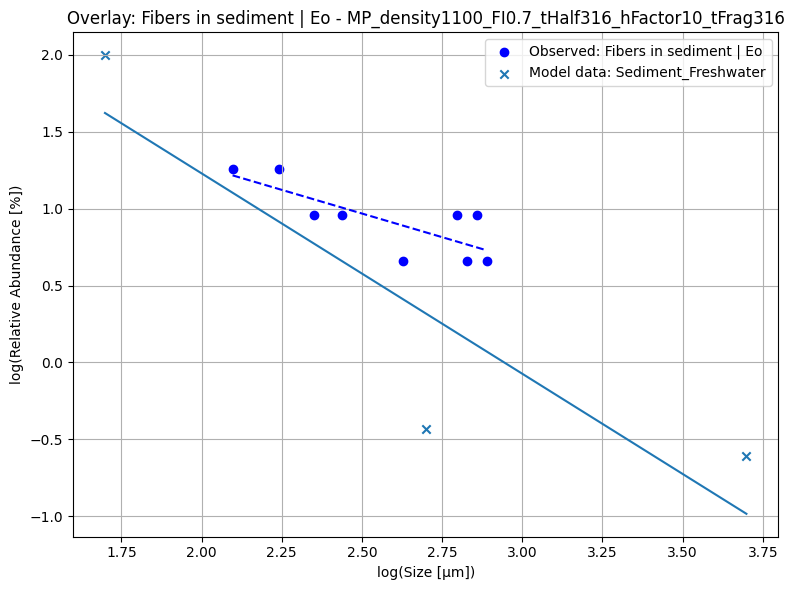 Overlay: Fibers in sediment | Eo - MP_density1100_FI0.7_tHalf316_hFactor10_tFrag316
Observed: Fibers in sediment | Eo
Model data: Sediment_Freshwater
log(Relative Abundance [%])
2.0
1.5
1.0
0.5
0.0
−0.5
−1.0
1.75 2.00 2.25 2.50 2.75 3.00 3.25 3.50 3.75
log(Size [μm])